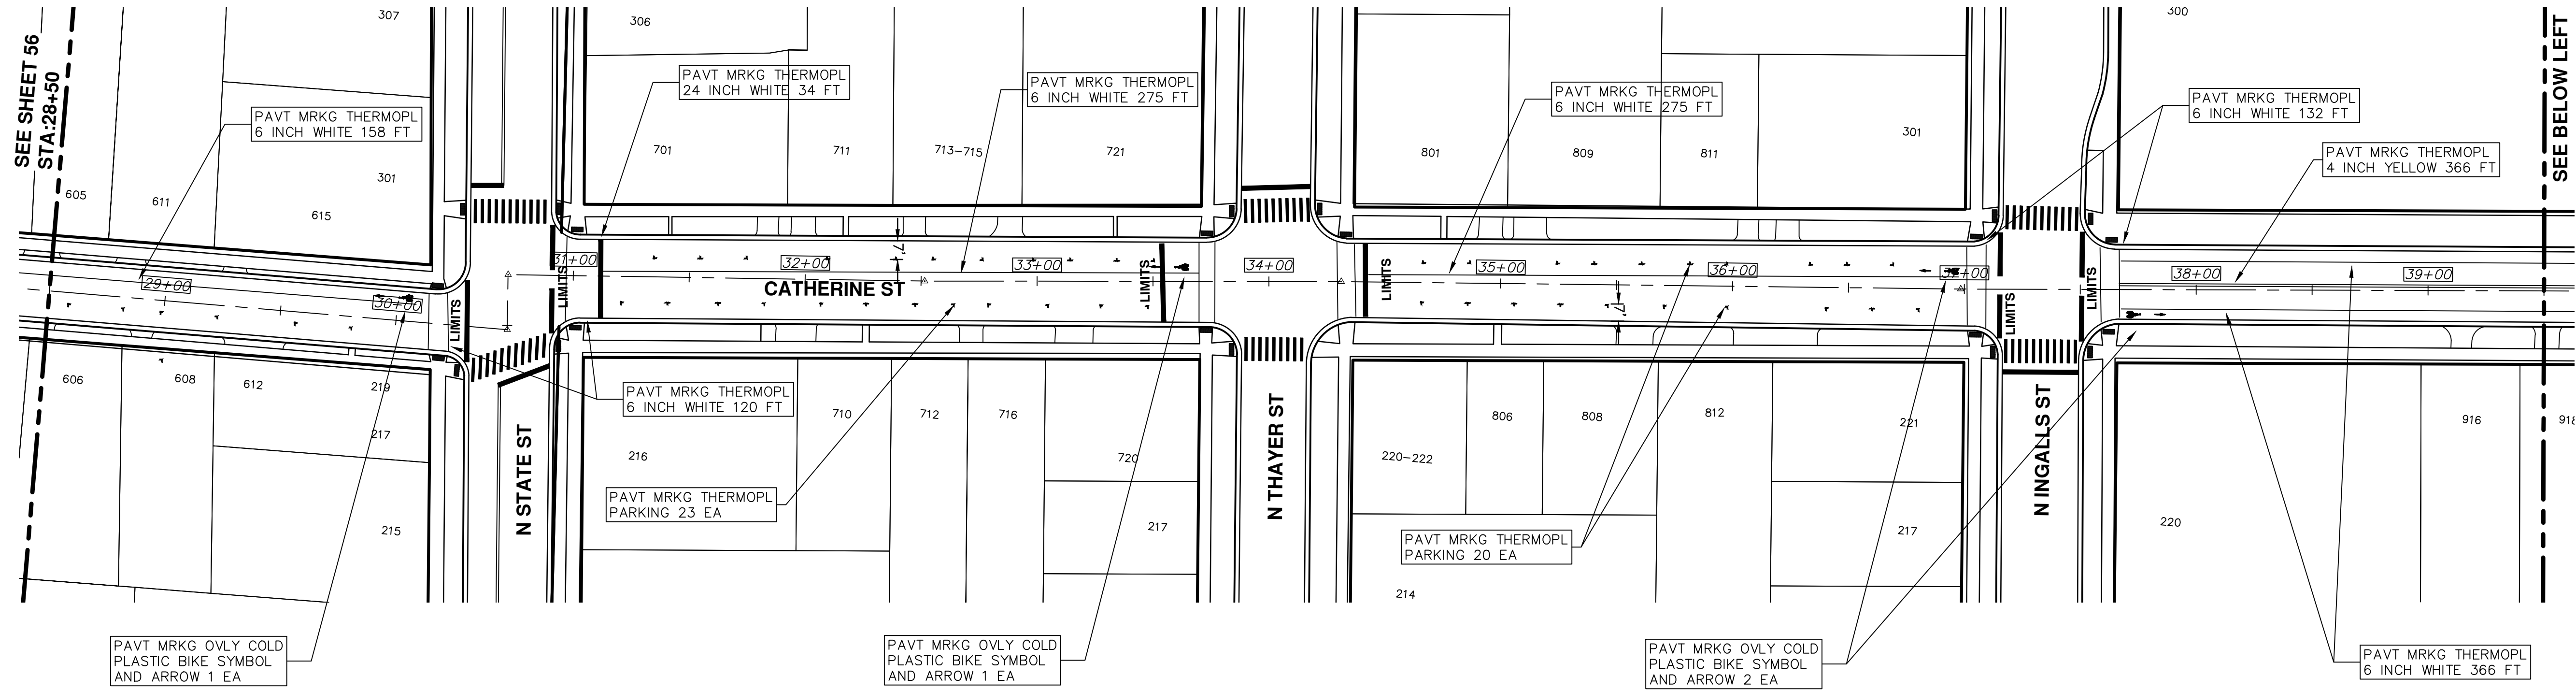 SEE SHEET 56
STA:28+50
307
605
611
301
615
PAVT MRKG THERMOPL
6 INCH WHITE 158 FT
306
701
711
713-715
721
PAVT MRKG THERMOPL
24 INCH WHITE 34 FT
PAVT MRKG THERMOPL
6 INCH WHITE 275 FT
801
809
811
301
PAVT MRKG THERMOPL
6 INCH WHITE 275 FT
300
PAVT MRKG THERMOPL
6 INCH WHITE 132 FT
PAVT MRKG THERMOPL
4 INCH YELLOW 366 FT
SEE BELOW LEFT
29+00
30+00
LIMITS
LIMITS
31+00
32+00
33+00
7'
CATHERINE ST
LIMITS
34+00
LIMITS
35+00
36+00
7'
37+00
LIMITS
LIMITS
38+00
39+00
606
608
612
219
217
215
N STATE ST
PAVT MRKG THERMOPL
6 INCH WHITE 120 FT
216
710
712
716
720
217
PAVT MRKG THERMOPL
PARKING 23 EA
N THAYER ST
220-222
806
808
812
221
217
214
PAVT MRKG THERMOPL
PARKING 20 EA
N INGALLS ST
220
916
918
PAVT MRKG OVLY COLD
PLASTIC BIKE SYMBOL
AND ARROW 1 EA
PAVT MRKG OVLY COLD
PLASTIC BIKE SYMBOL
AND ARROW 1 EA
PAVT MRKG OVLY COLD
PLASTIC BIKE SYMBOL
AND ARROW 2 EA
PAVT MRKG THERMOPL
6 INCH WHITE 366 FT